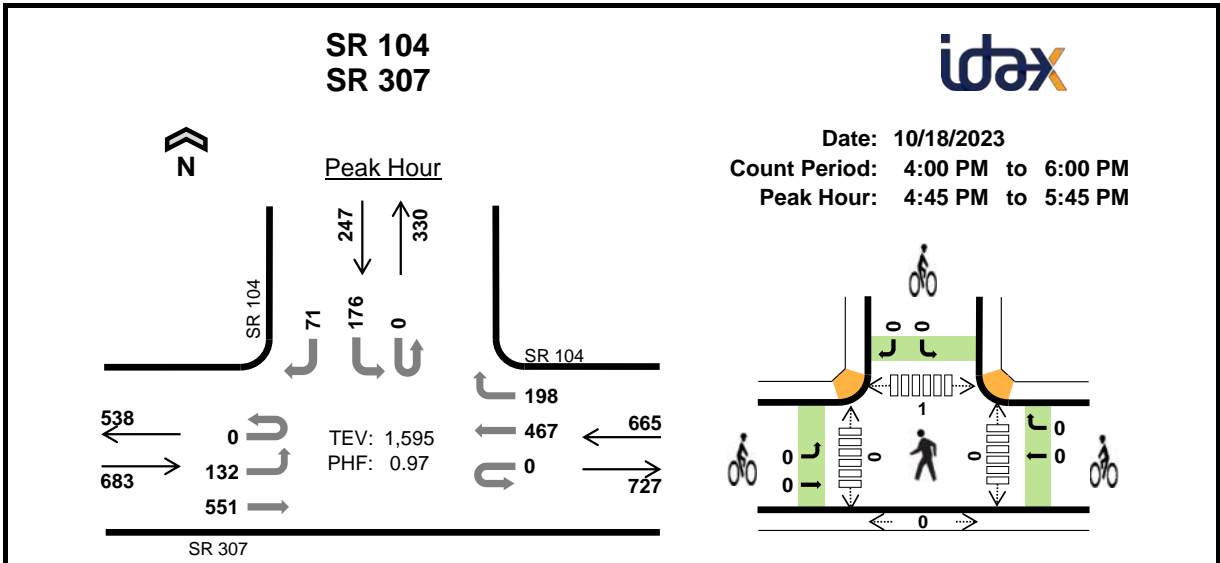 SR 104
SR 307
idax
Date: 10/18/2023
Count Period: 4:00 PM to 6:00 PM
Peak Hour: 4:45 PM to 5:45 PM
N
Peak Hour
247
330
SR 104
71
176
0
SR 104
198
467
0
665
727
538
683
0
132
551
TEV: 1,595
PHF: 0.97
SR 307
0
0
1
0
0
0
0
0
0
0